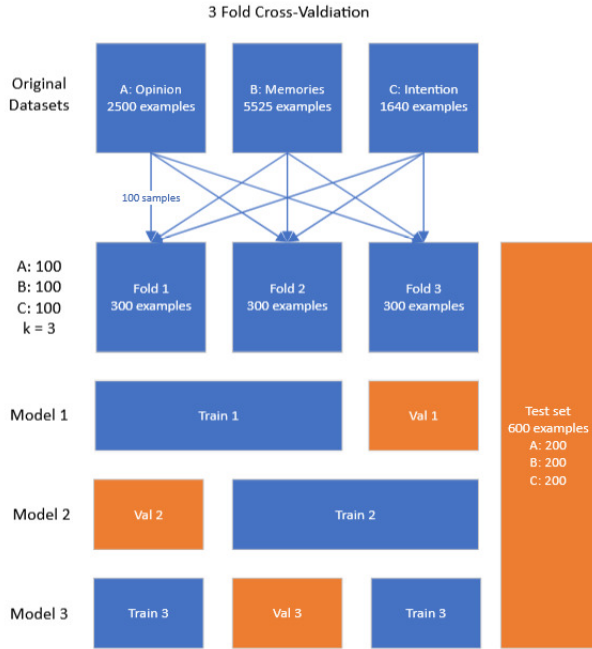 3 Fold Cross-Valdiation
Original
Datasets
A: Opinion
2500 examples
B: Memories
5525 examples
C: Intention
1640 examples
100 samples
A: 100
B: 100
C: 100
k = 3
Fold 1
300 examples
Fold 2
300 examples
Fold 3
300 examples
Model 1
Train 1
Val 1
Test set
600 examples
A: 200
B: 200
C: 200
Model 2
Val 2
Train 2
Model 3
Train 3
Val 3
Train 3